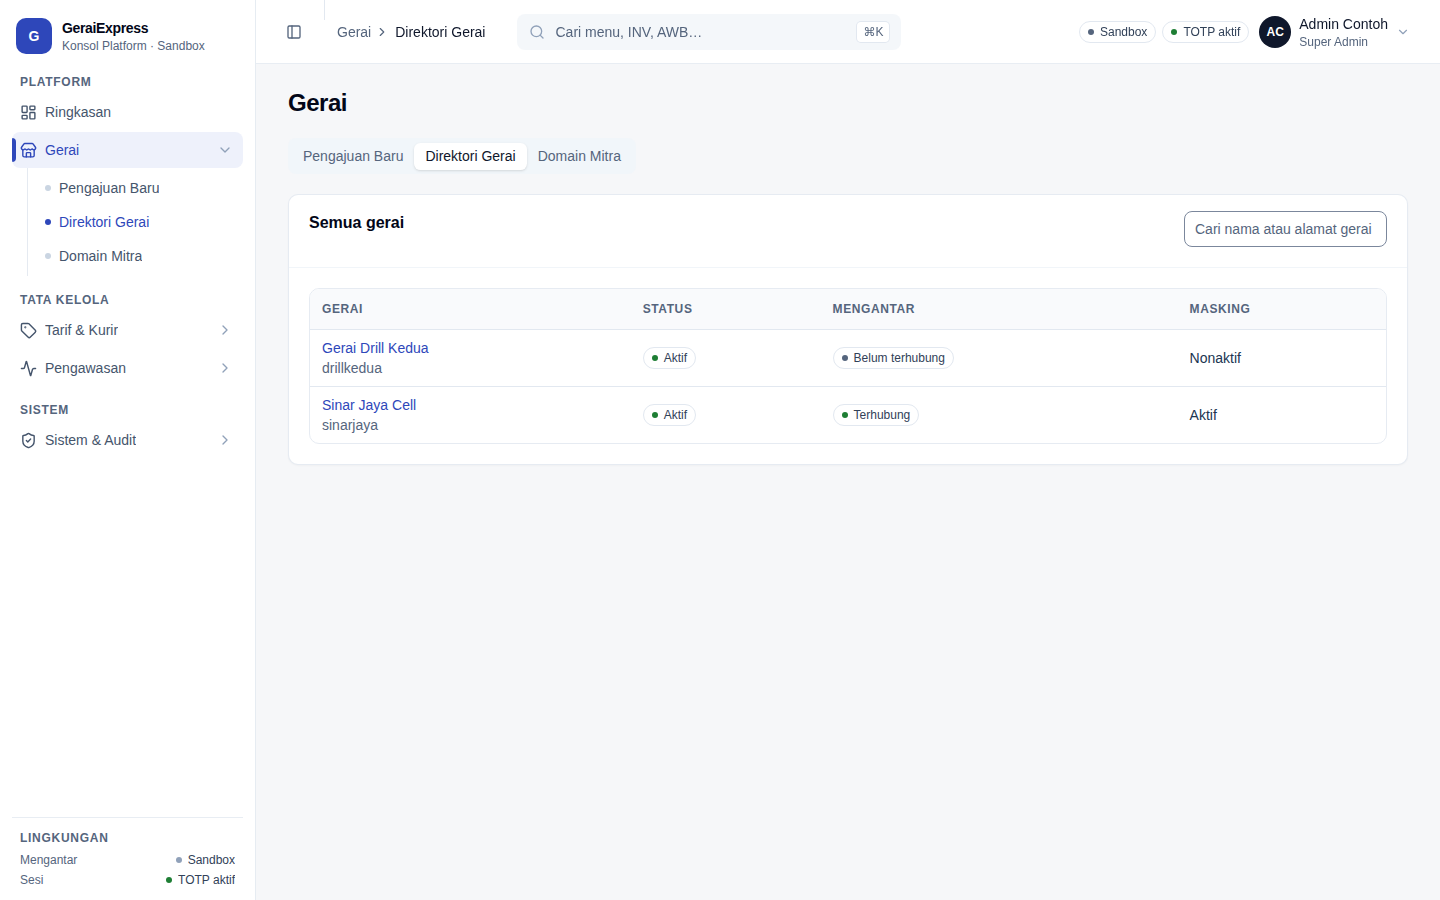 G
GeraiExpress
Konsol Platform · Sandbox
PLATFORM
Ringkasan
Gerai
Pengajuan Baru
Direktori Gerai
Domain Mitra
TATA KELOLA
Tarif & Kurir
Pengawasan
SISTEM
Sistem & Audit
LINGKUNGAN
Mengantar Sandbox
Sesi TOTP aktif
Gerai Direktori Gerai
Cari menu, INV, AWB… ⌘K
Sandbox TOTP aktif
AC
Admin Contoh
Super Admin
Gerai
Pengajuan Baru Direktori Gerai Domain Mitra
Semua gerai
Cari nama atau alamat gerai
GERAI STATUS MENGANTAR MASKING
Gerai Drill Kedua
drillkedua
Aktif Belum terhubung Nonaktif
Sinar Jaya Cell
sinarjaya
Aktif Terhubung Aktif